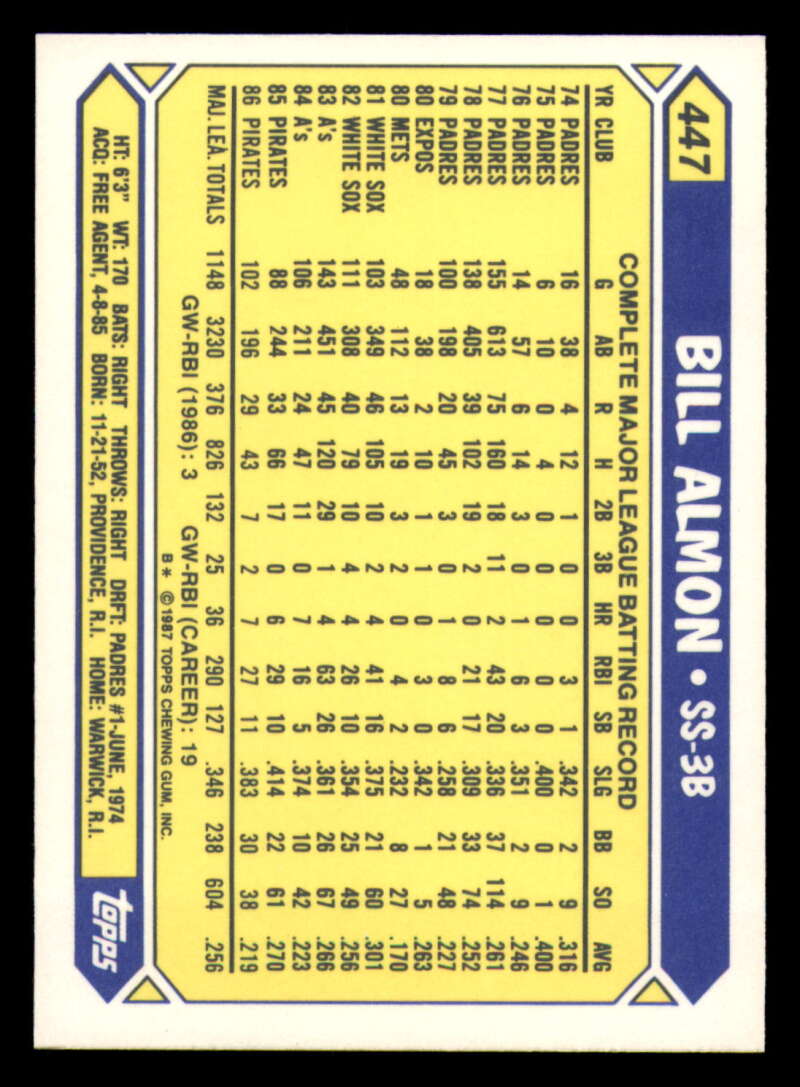 447
BILL ALMON • SS-3B
COMPLETE MAJOR LEAGUE BATTING RECORD
YR CLUB G AB R H 2B 3B HR RBI SB SLG BB SO AVG
74 PADRES 16 38 4 12 1 0 0 3 1 .342 2 9 .316
75 PADRES 6 10 0 4 0 0 0 0 0 .400 0 1 .400
76 PADRES 14 57 6 14 3 0 1 6 3 .351 2 9 .246
77 PADRES 155 613 75 160 18 11 2 43 20 .336 37 114 .261
78 PADRES 138 405 39 102 19 2 0 21 17 .309 33 74 .252
79 PADRES 100 198 20 45 3 0 1 8 6 .258 21 48 .227
80 EXPOS 18 38 2 10 1 1 0 3 0 .342 1 5 .263
80 METS 48 112 13 19 3 2 0 4 2 .232 8 27 .170
81 WHITE SOX 103 349 46 105 10 2 4 41 16 .375 21 60 .301
82 WHITE SOX 111 308 40 79 10 4 4 26 10 .354 25 49 .256
83 A's 143 451 45 120 29 1 4 63 26 .361 26 67 .266
84 A's 106 211 24 47 11 0 7 16 5 .374 10 42 .223
85 PIRATES 88 244 33 66 17 0 6 29 10 .414 22 61 .270
86 PIRATES 102 196 29 43 7 2 7 27 11 .383 30 38 .219
MAJ. LEA. TOTALS 1148 3230 376 826 132 25 36 290 127 .346 238 604 .256
GW-RBI (1986): 3 GW-RBI (CAREER): 19
B* ©1987 TOPPS CHEWING GUM, INC.
HT: 6'3" WT: 170 BATS: RIGHT THROWS: RIGHT DRFT: PADRES #1-JUNE, 1974
ACQ: FREE AGENT, 4-8-85 BORN: 11-21-52, PROVIDENCE, R.I. HOME: WARWICK, R.I.
topps